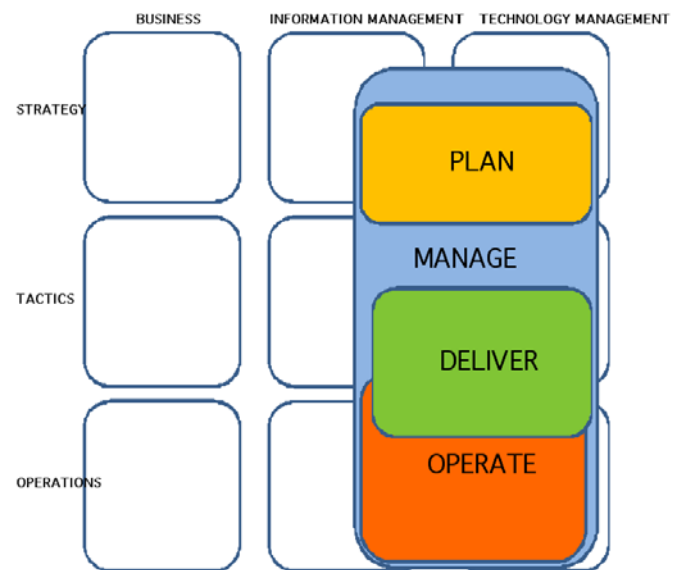 BUSINESS
INFORMATION MANAGEMENT
TECHNOLOGY MANAGEMENT
STRATEGY
PLAN
MANAGE
TACTICS
DELIVER
OPERATE
OPERATIONS